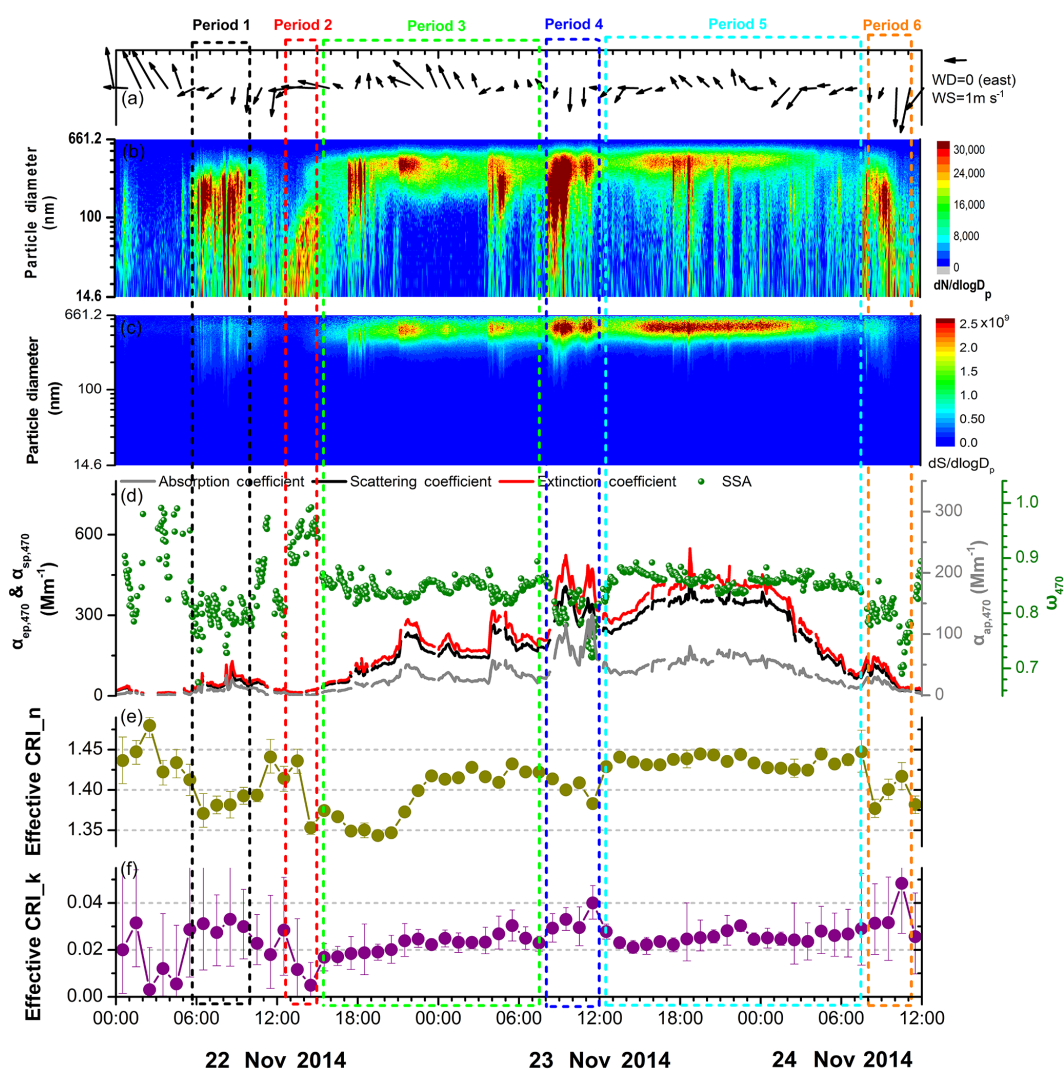 Period 1 Period 2 Period 3 Period 4 Period 5 Period 6
(a)
WD=0 (east)
WS=1m s⁻¹
661.2
(b)
Particle diameter
(nm)
100
14.6
30,000
24,000
16,000
8,000
0
dN/dlogDₚ
661.2
(c)
Particle diameter
(nm)
100
14.6
2.5 x10⁹
2.0
1.5
1.0
0.50
0.0
dS/dlogDₚ
(d)
Absorption coefficient Scattering coefficient Extinction coefficient SSA
αep,470 & αsp,470
(Mm⁻¹)
600
300
0
300
200
100
0
αap,470 (Mm⁻¹)
1.0
0.9
0.8
0.7
ω470
(e)
Effective CRI_n
1.45
1.40
1.35
(f)
Effective CRI_k
0.04
0.02
0.00
00:00 06:00 12:00 18:00 00:00 06:00 12:00 18:00 00:00 06:00 12:00
22 Nov 2014 23 Nov 2014 24 Nov 2014